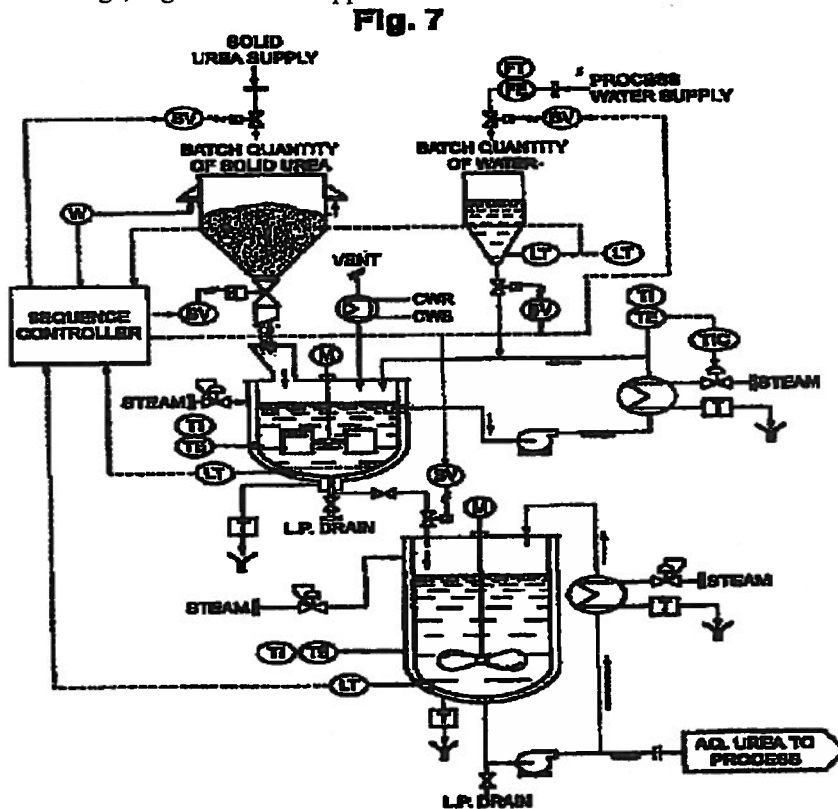 Fig. 7
SOLID
UREA SUPPLY
FT
FE
PROCESS
WATER SUPPLY
SV
SV
BATCH QUANTITY
OF SOLID UREA
BATCH QUANTITY
OF WATER
W
LT
LT
VENT
SEQUENCE
CONTROLLER
SV
CWR
CWS
SV
TI
TE
TIC
M
STEAM
STEAM
T
TI
TE
LT
SV
M
T
L.P. DRAIN
STEAM
STEAM
T
TI
TE
LT
T
AQ. UREA TO
PROCESS
L.P. DRAIN